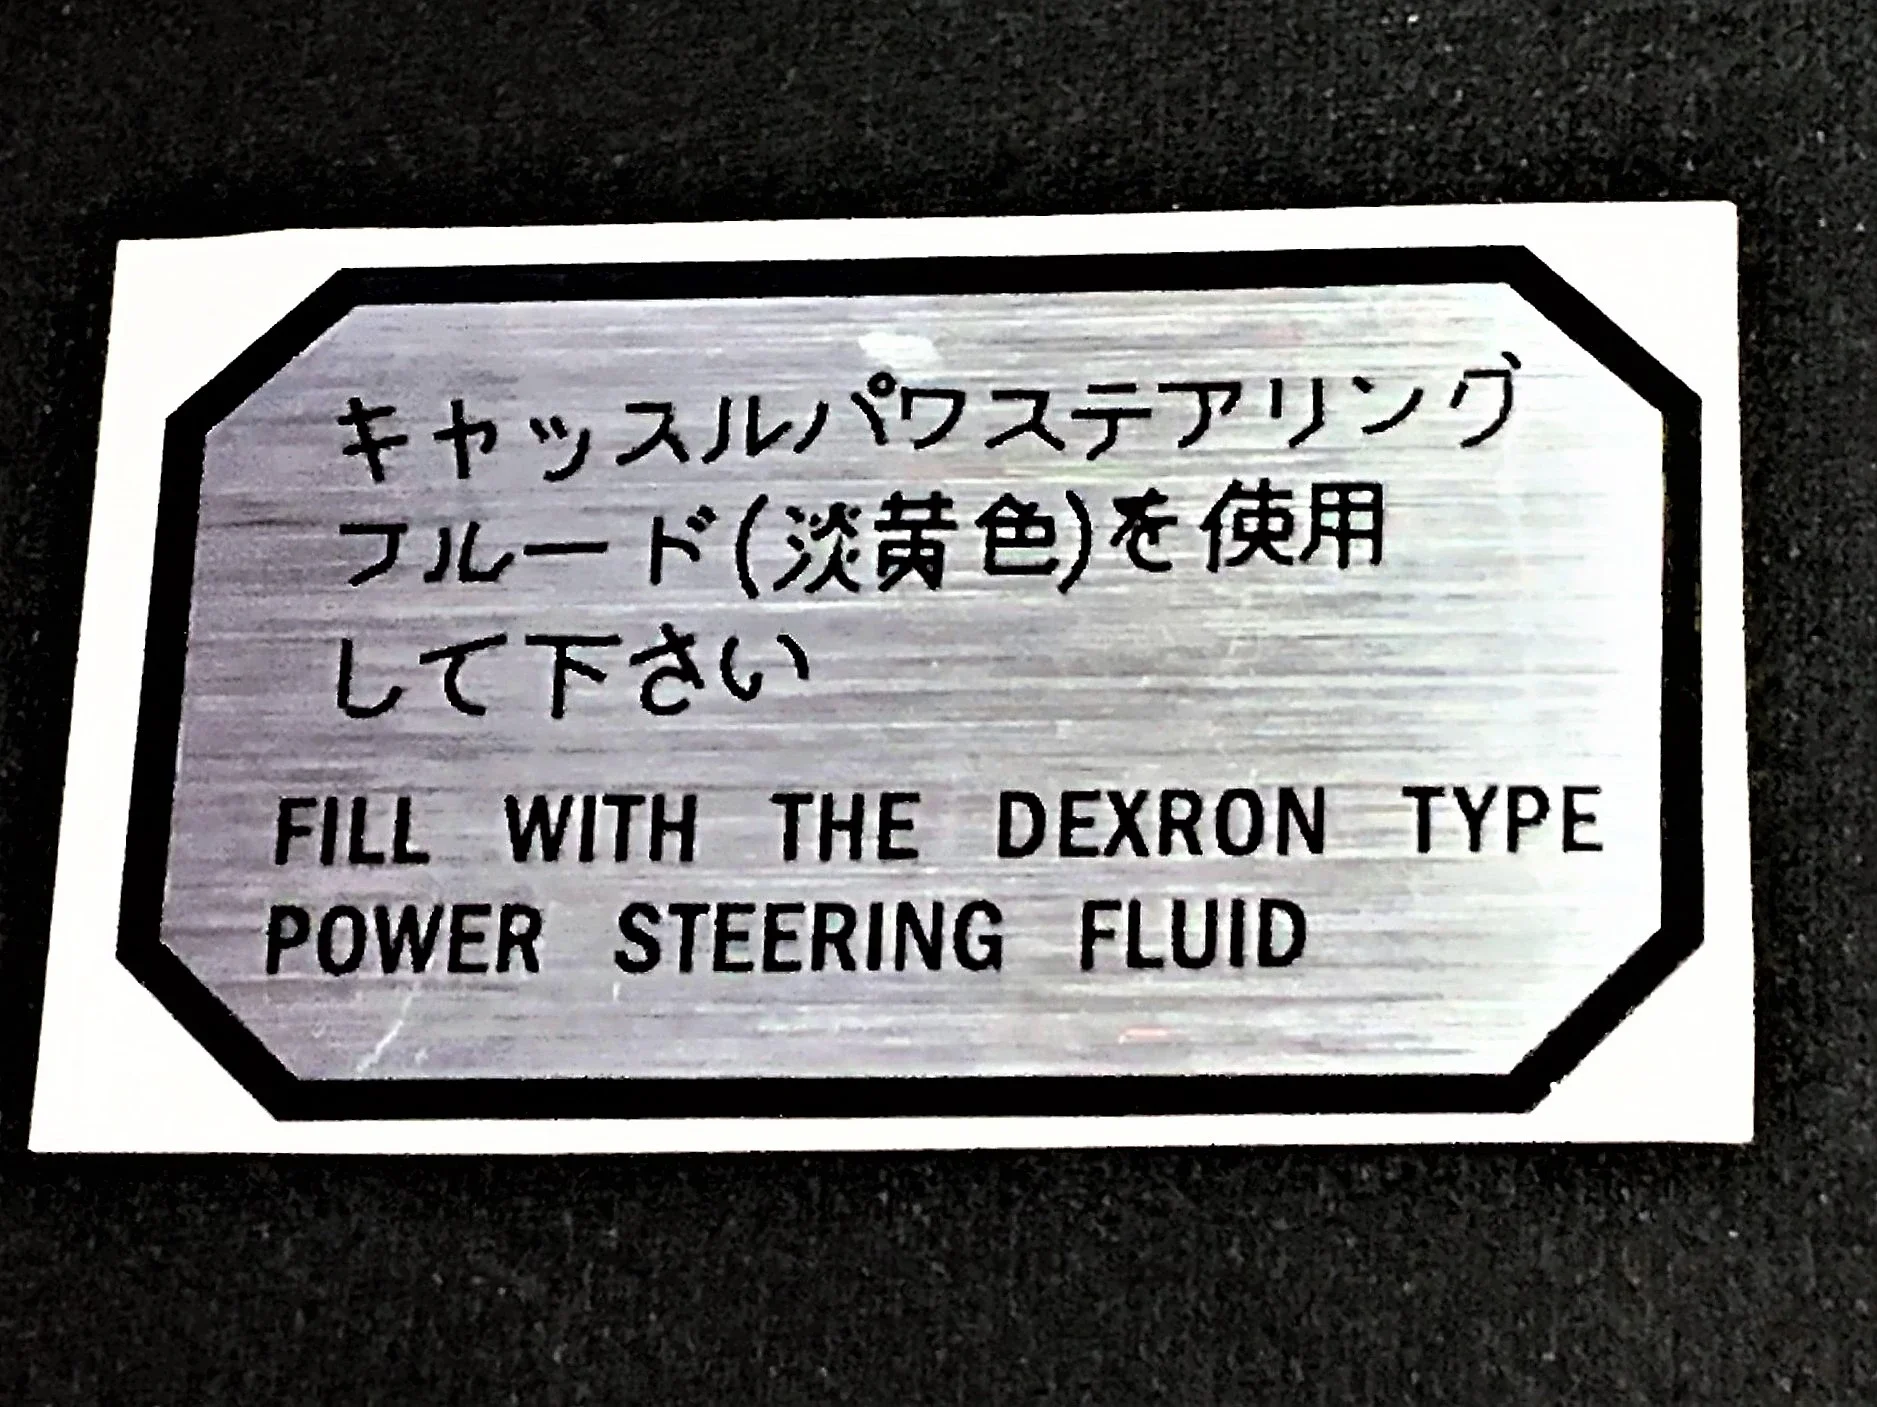 キャッスルパワステアリング
フルード(淡黄色)を使用
して下さい
FILL WITH THE DEXRON TYPE
POWER STEERING FLUID